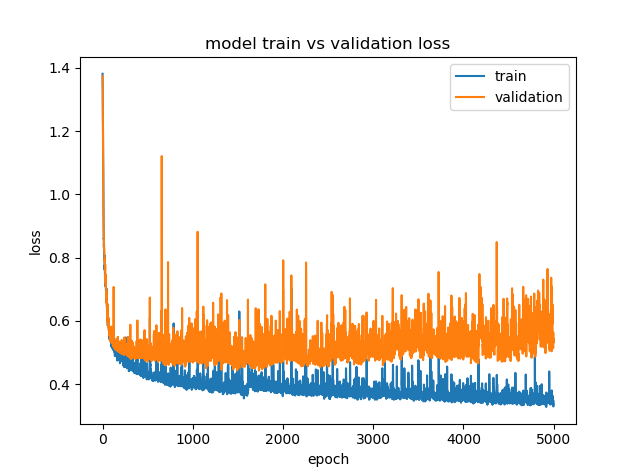 model train vs validation loss
train
validation
1.4
1.2
1.0
0.8
0.6
0.4
loss
0 1000 2000 3000 4000 5000
epoch